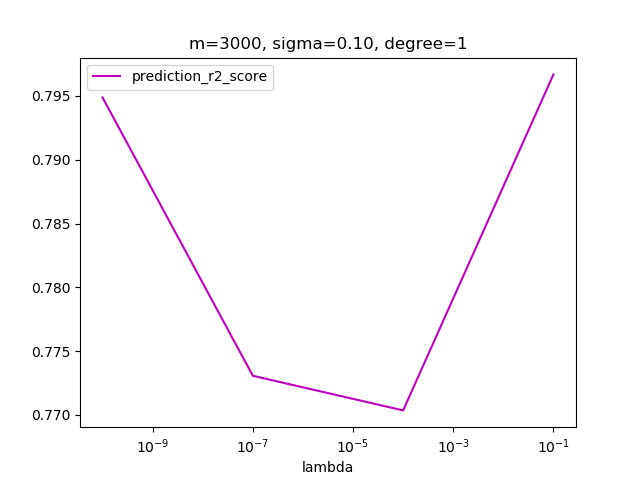 m=3000, sigma=0.10, degree=1
prediction_r2_score
0.795
0.790
0.785
0.780
0.775
0.770
10⁻⁹ 10⁻⁷ 10⁻⁵ 10⁻³ 10⁻¹
lambda